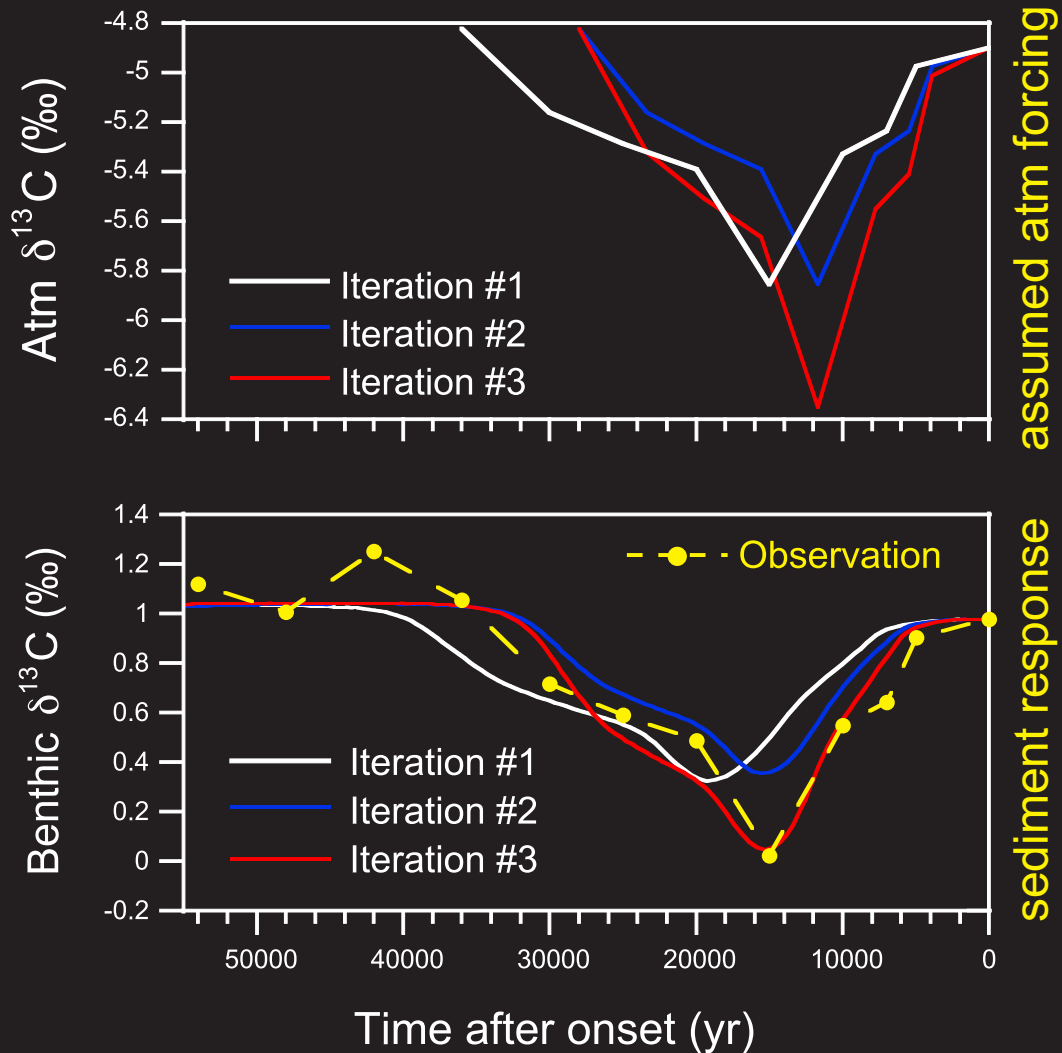 -4.8
-5
-5.2
-5.4
-5.6
-5.8
-6
-6.2
-6.4
Atm δ¹³C (‰)
Iteration #1
Iteration #2
Iteration #3
assumed atm forcing
1.4
1.2
1
0.8
0.6
0.4
0.2
0
-0.2
Benthic δ¹³C (‰)
Observation
Iteration #1
Iteration #2
Iteration #3
sediment response
50000 40000 30000 20000 10000 0
Time after onset (yr)